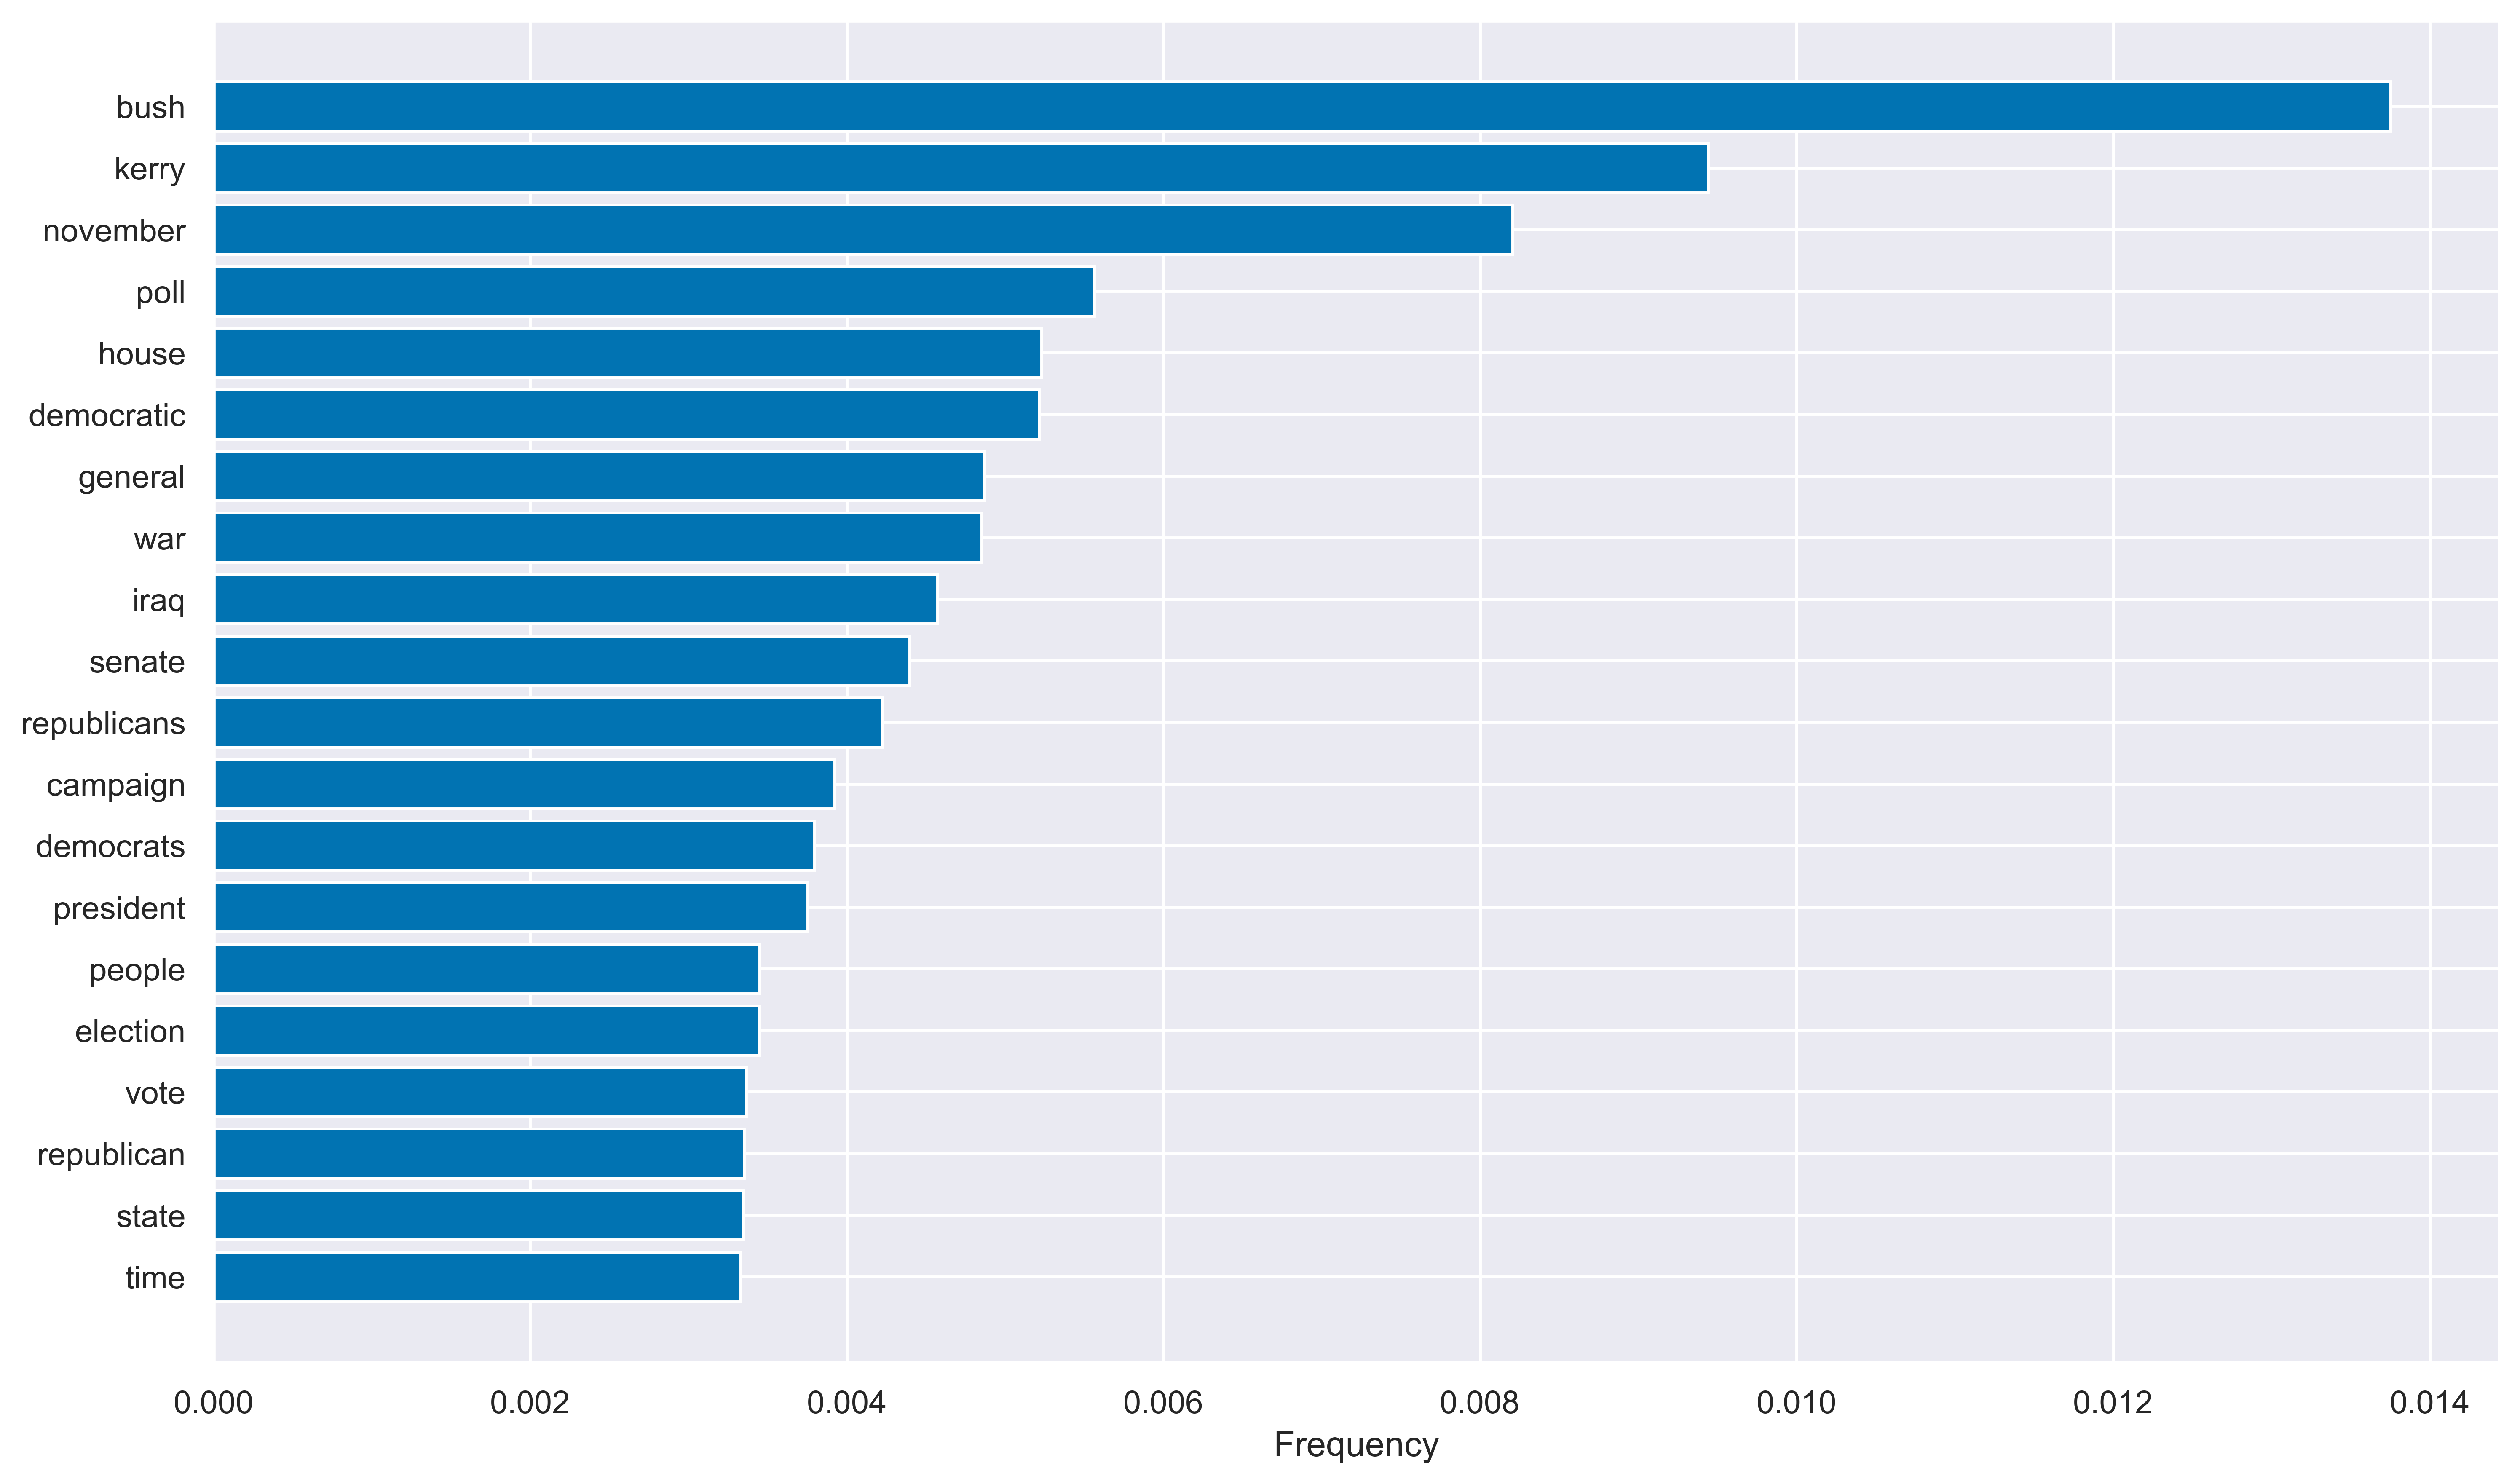 bush
kerry
november
poll
house
democratic
general
war
iraq
senate
republicans
campaign
democrats
president
people
election
vote
republican
state
time
0.000 0.002 0.004 0.006 0.008 0.010 0.012 0.014
Frequency